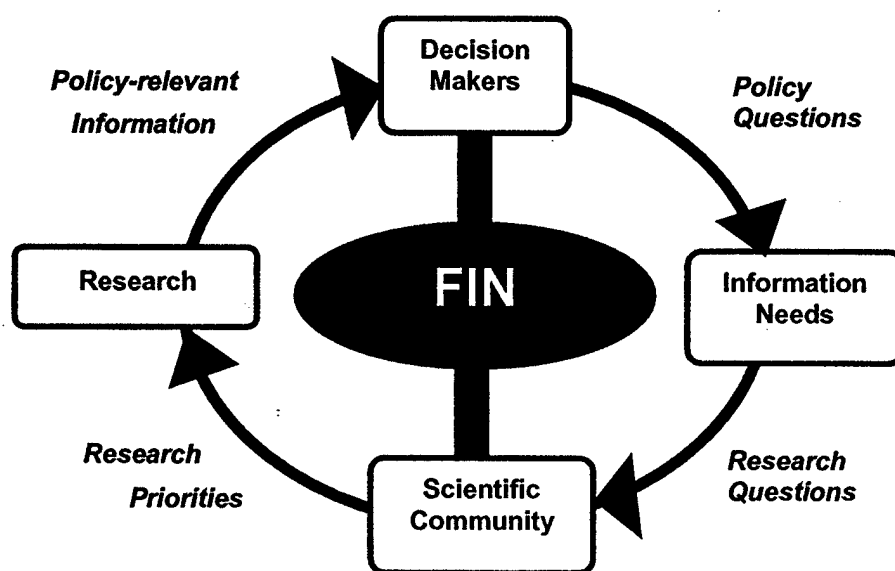 Decision
Makers
Policy-relevant
Information
Policy
Questions
Research
FIN
Information
Needs
Research
Priorities
Scientific
Community
Research
Questions